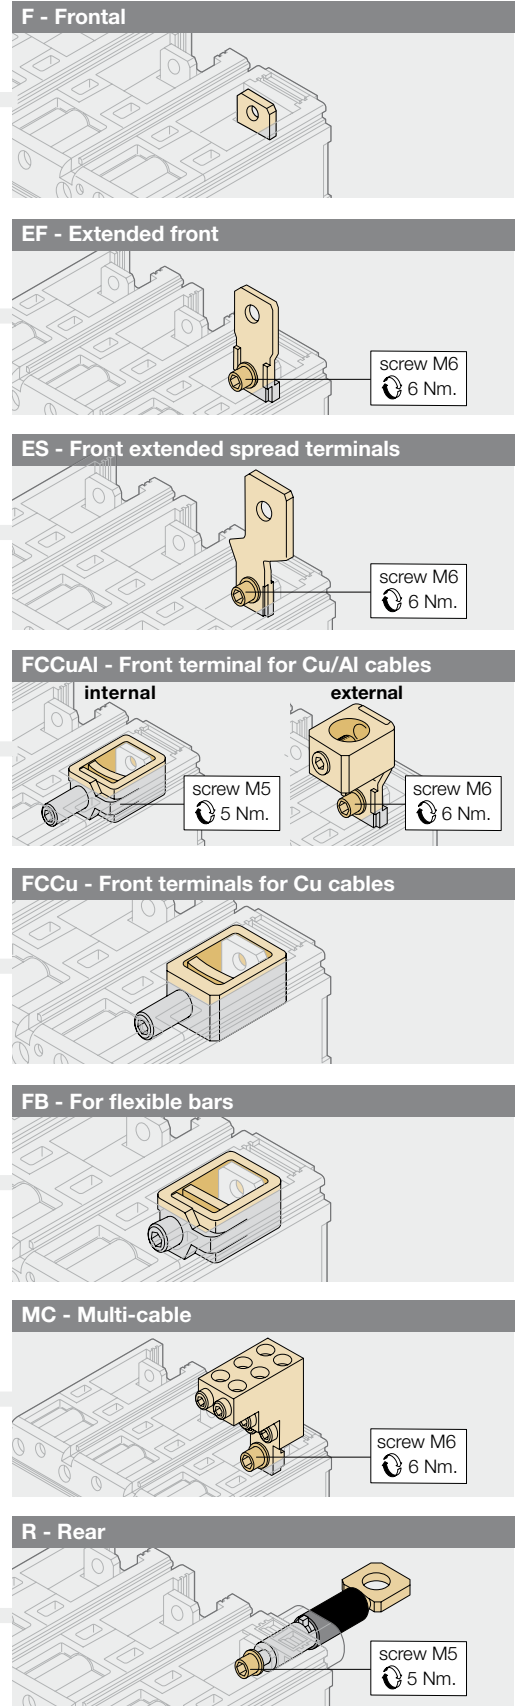 F - Frontal
EF - Extended front
screw M6
6 Nm.
ES - Front extended spread terminals
screw M6
6 Nm.
FCCuAl - Front terminal for Cu/Al cables
internal
external
screw M5
5 Nm.
screw M6
6 Nm.
FCCu - Front terminals for Cu cables
FB - For flexible bars
MC - Multi-cable
screw M6
6 Nm.
R - Rear
screw M5
5 Nm.